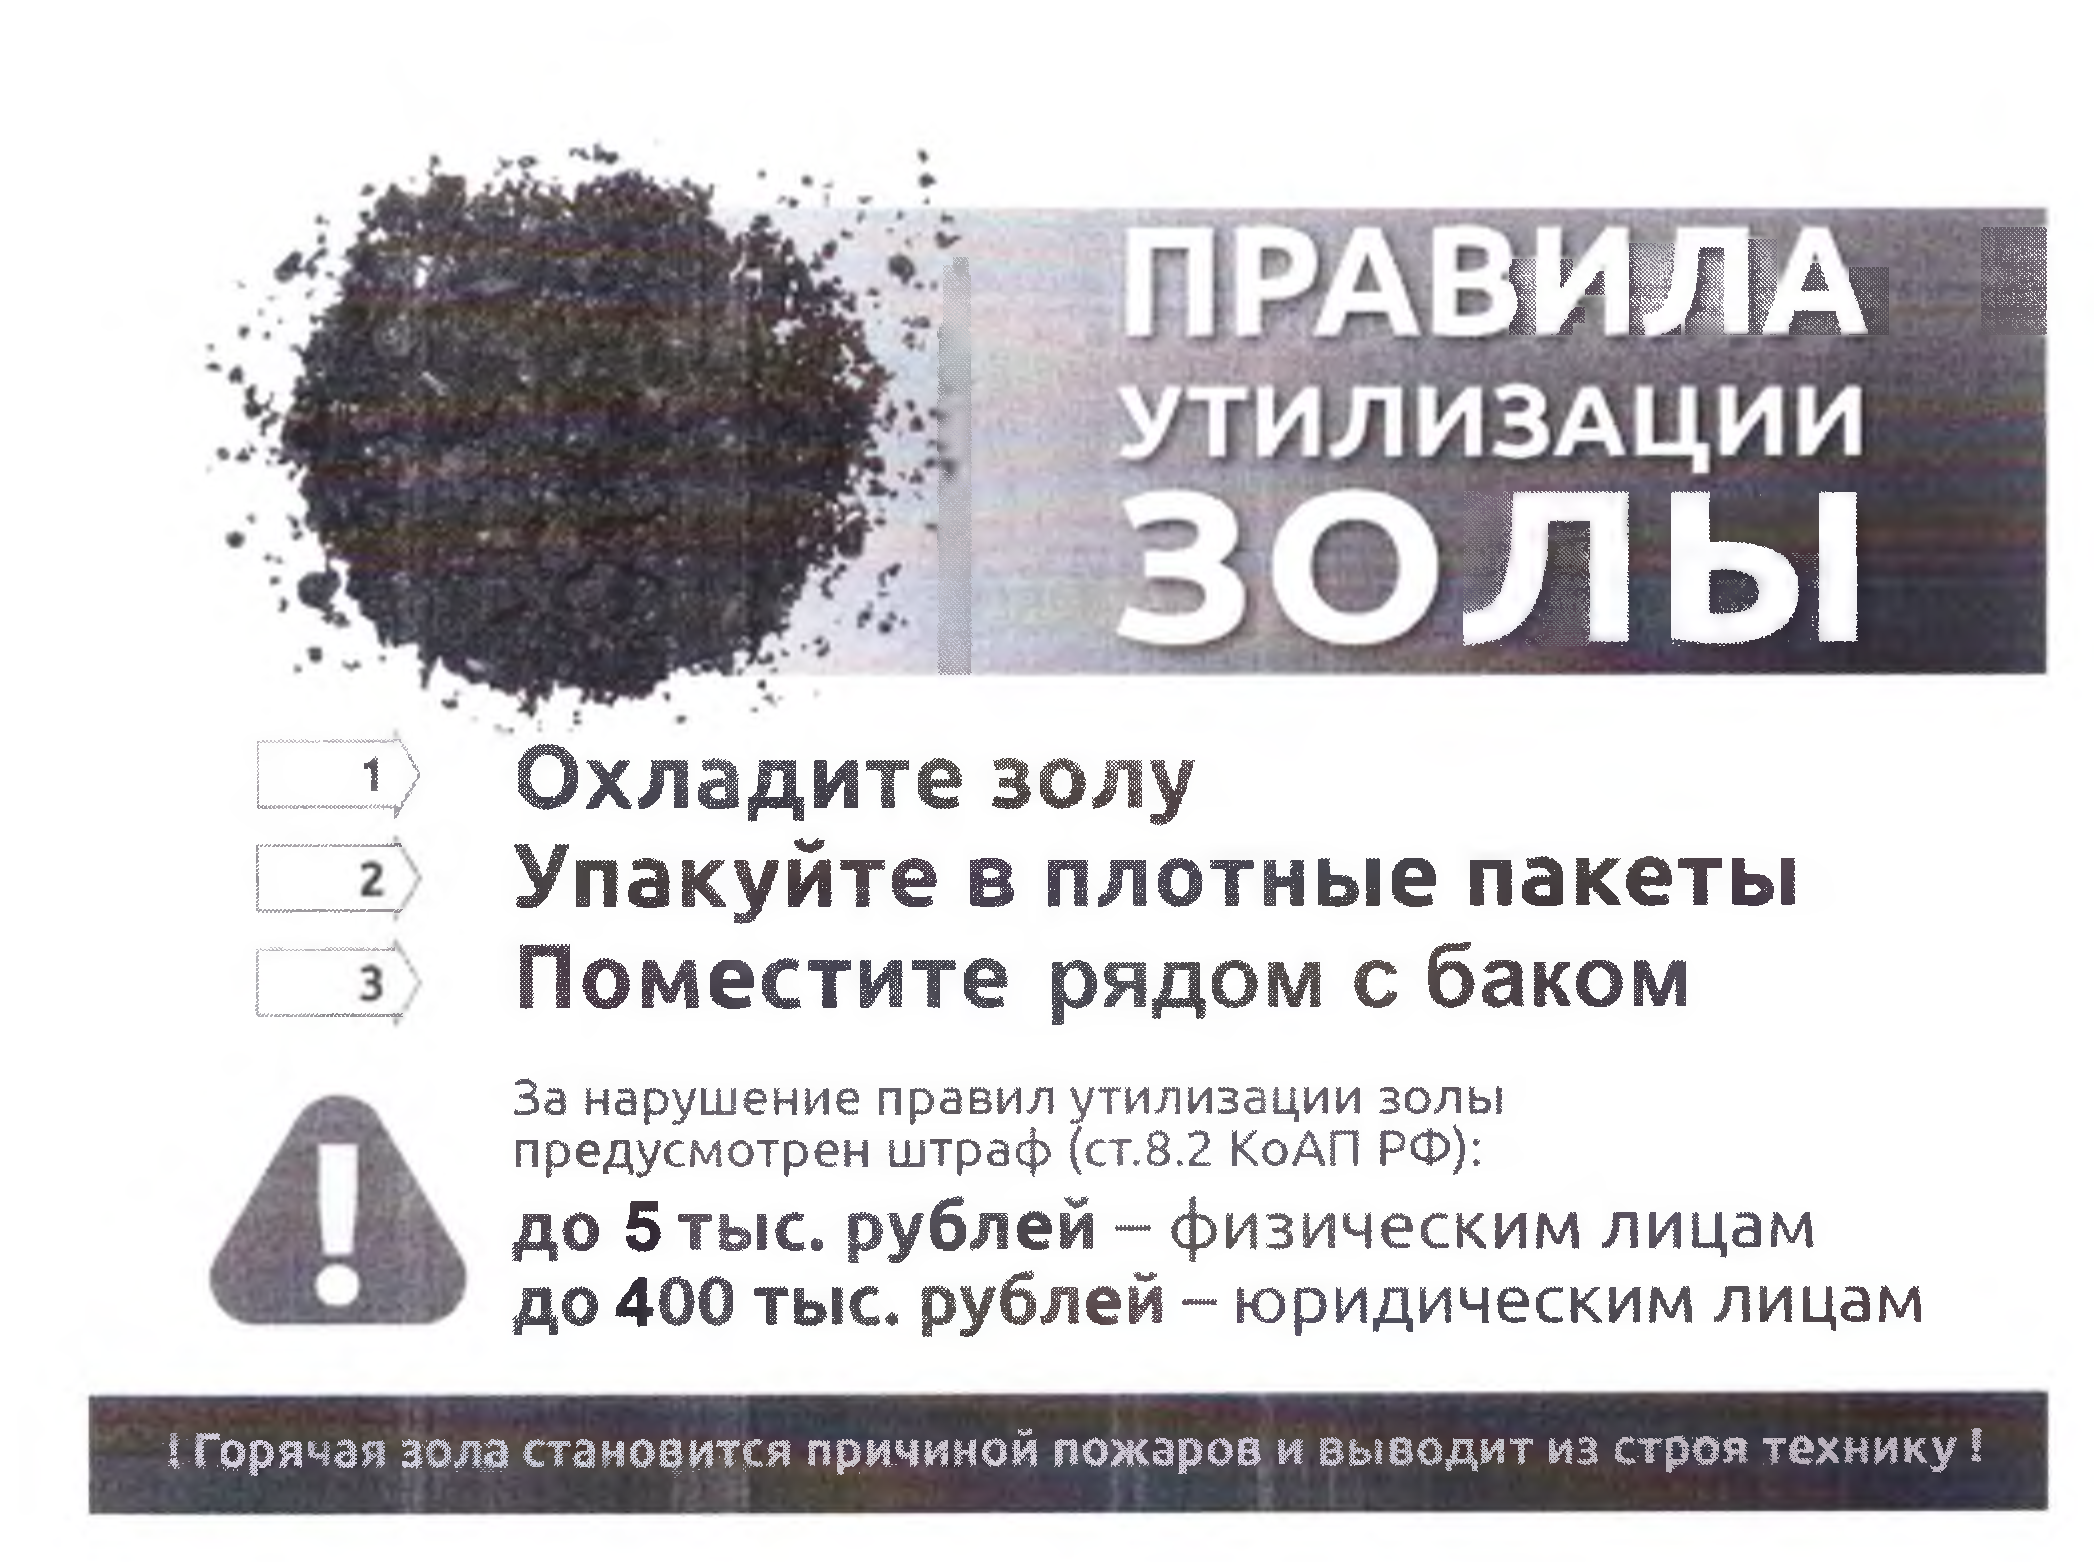 ПРАВИЛА
УТИЛИЗАЦИИ
ЗОЛЫ
1 Охладите золу
2 Упакуйте в плотные пакеты
3 Поместите рядом с баком
За нарушение правил утилизации золы
предусмотрен штраф (ст.8.2 КоАП РФ):
до 5 тыс. рублей – физическим лицам
до 400 тыс. рублей – юридическим лицам
! Горячая зола становится причиной пожаров и выводит из строя технику !